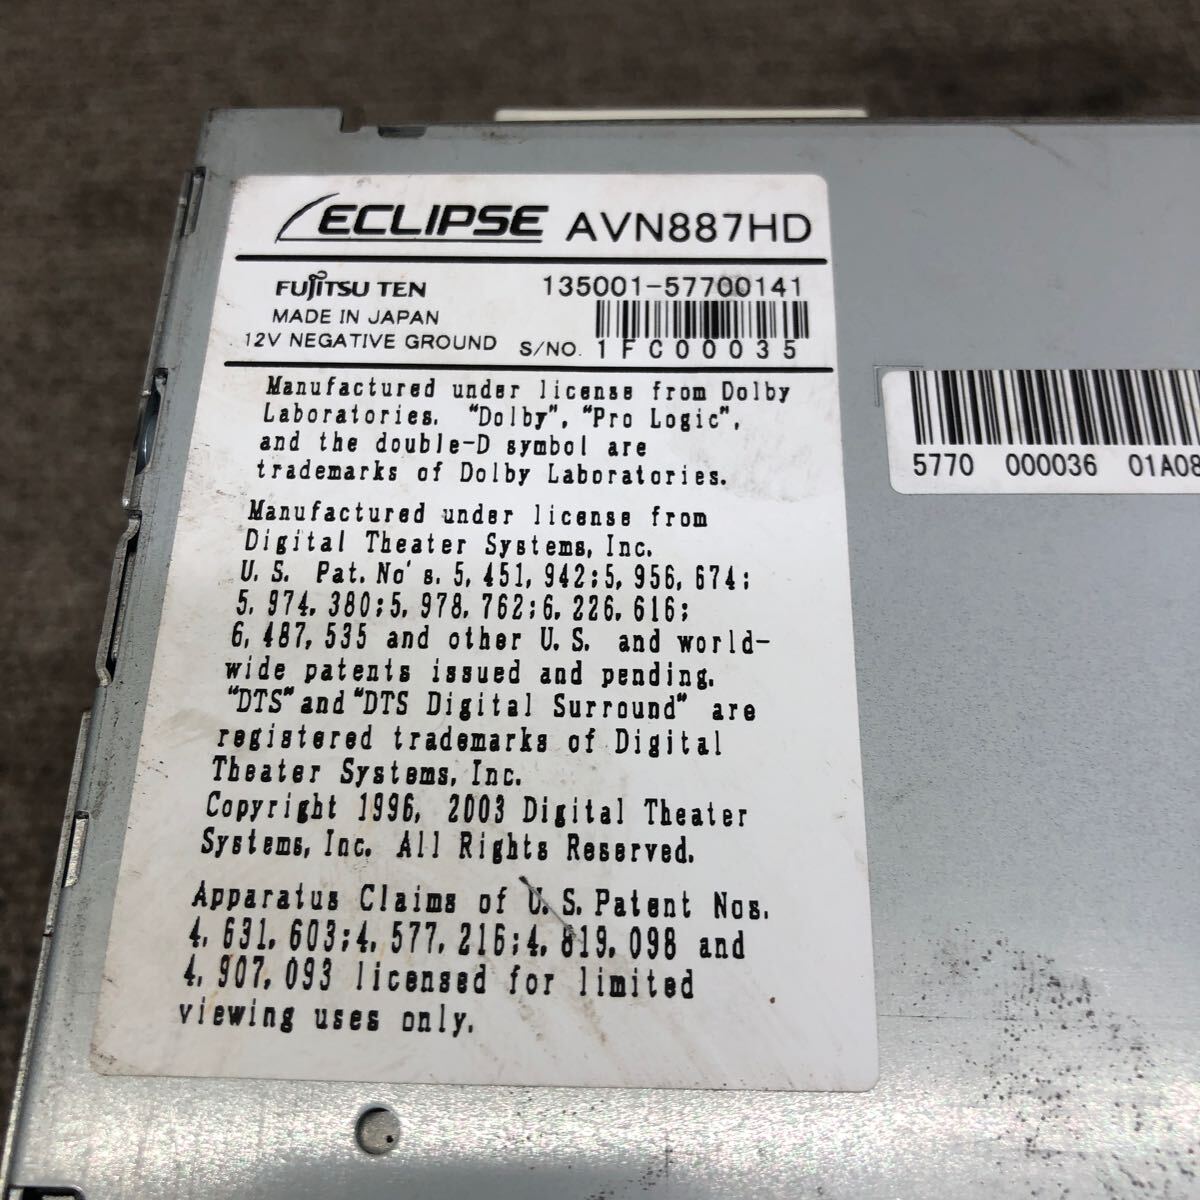 ECLIPSE AVN887HD
FUJITSU TEN 135001-57700141
MADE IN JAPAN
12V NEGATIVE GROUND S/NO. 1FC00035
Manufactured under license from Dolby
Laboratories. "Dolby", "Pro Logic",
and the double-D symbol are
trademarks of Dolby Laboratories.
Manufactured under license from
Digital Theater Systems, Inc.
U.S. Pat.No's.5,451,942;5,956,674;
5,974,380;5,978,762;6,226,616;
6,487,535 and other U.S. and world-
wide patents issued and pending.
"DTS" and "DTS Digital Surround" are
registered trademarks of Digital
Theater Systems, Inc.
Copyright 1996, 2003 Digital Theater
Systems, Inc. All Rights Reserved.
Apparatus Claims of U.S.Patent Nos.
4,631,603;4,577,216;4,819,098 and
4,907,093 licensed for limited
viewing uses only.
5770 000036 01A08